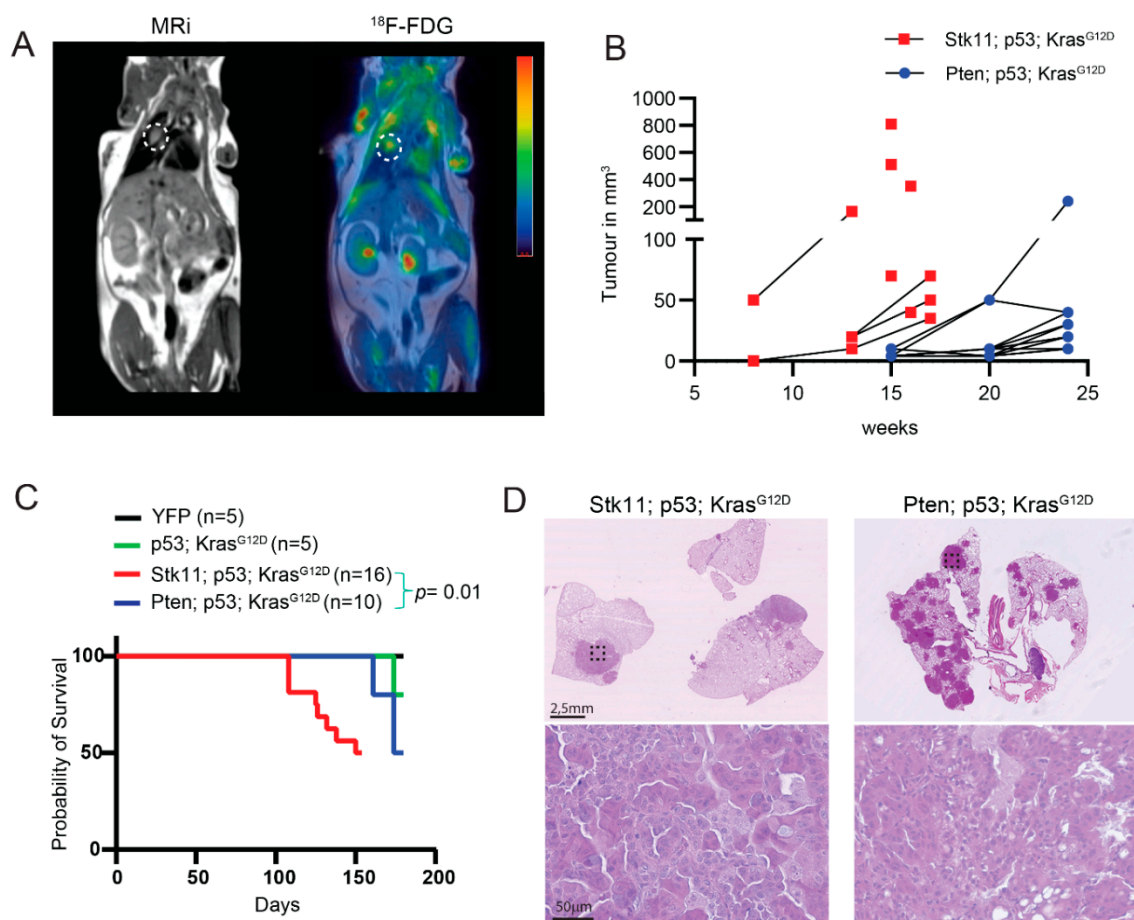 A
MRi
¹⁸F-FDG
B
Stk11; p53; Krasᴳ¹²ᴰ
Pten; p53; Krasᴳ¹²ᴰ
Tumour in mm³
1000
800
600
400
200
100
50
0
5
10
15
20
25
weeks
C
YFP (n=5)
p53; Krasᴳ¹²ᴰ (n=5)
Stk11; p53; Krasᴳ¹²ᴰ (n=16)
Pten; p53; Krasᴳ¹²ᴰ (n=10)
p= 0.01
Probability of Survival
100
50
0
0
50
100
150
200
Days
D
Stk11; p53; Krasᴳ¹²ᴰ
Pten; p53; Krasᴳ¹²ᴰ
2,5mm
50µm